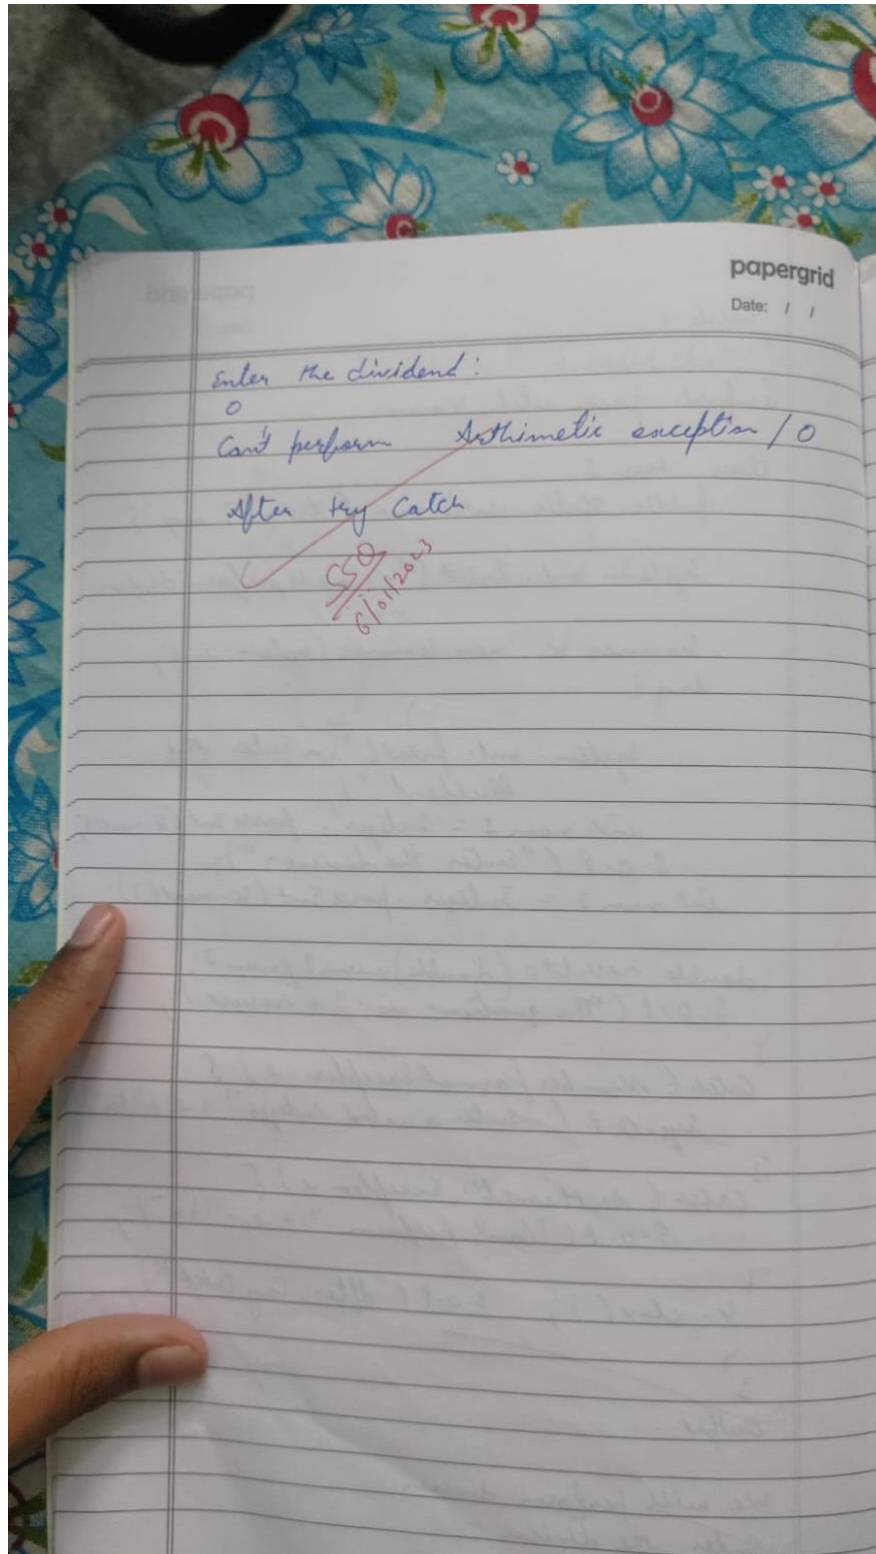 papergrid
Date: / /
Enter the dividend :
0
Can't perform Arthimetic exception / 0
After try Catch
6/01/2023